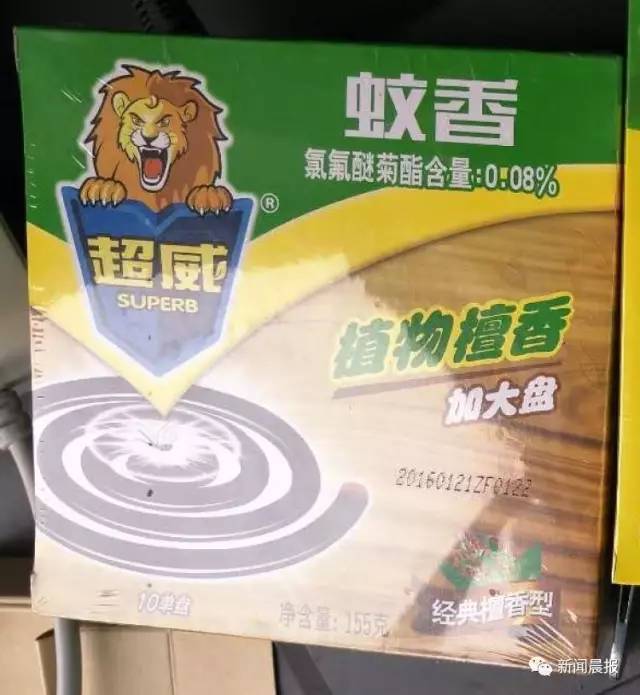 蚊香
氯氟醚菊酯含量:0.08%
®
超威
SUPERB
植物檀香
加大盘
20160121ZF0122
经典檀香型
10单盘
净含量:155克
新闻晨报